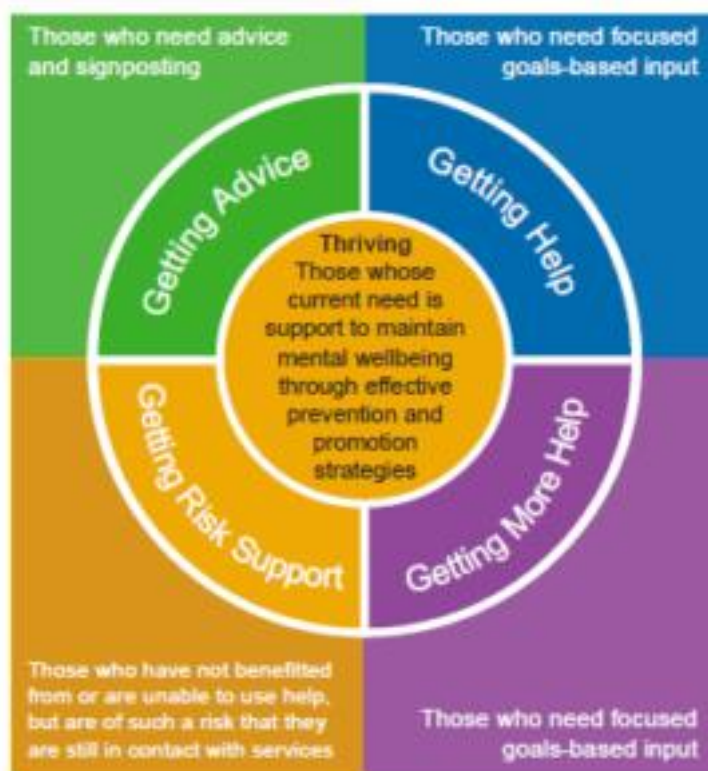 Those who need advice
and signposting
Those who need focused
goals-based input
Getting Advice
Getting Help
Thriving
Those whose
current need is
support to maintain
mental wellbeing
through effective
prevention and
promotion
strategies
Getting Risk Support
Getting More Help
Those who have not benefitted
from or are unable to use help,
but are of such a risk that they
are still in contact with services
Those who need focused
goals-based input